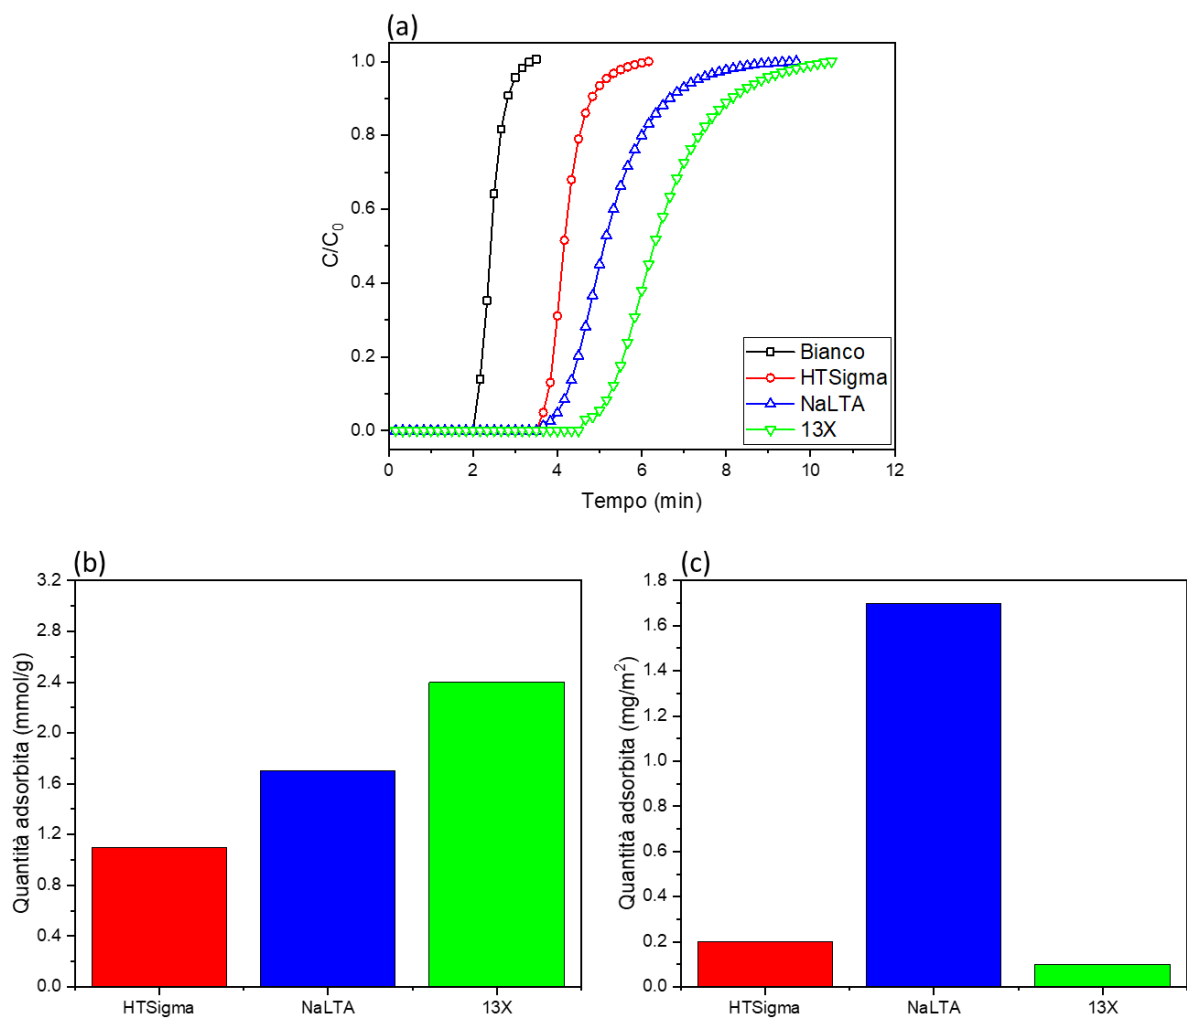 (a)
1.0
0.8
0.6
0.4
0.2
0.0
C/C0
0 2 4 6 8 10 12
Tempo (min)
Bianco
HTSigma
NaLTA
13X
(b)
3.2
2.8
2.4
2.0
1.6
1.2
0.8
0.4
0.0
Quantità adsorbita (mmol/g)
HTSigma NaLTA 13X
(c)
1.8
1.6
1.4
1.2
1.0
0.8
0.6
0.4
0.2
0.0
Quantità adsorbita (mg/m²)
HTSigma NaLTA 13X